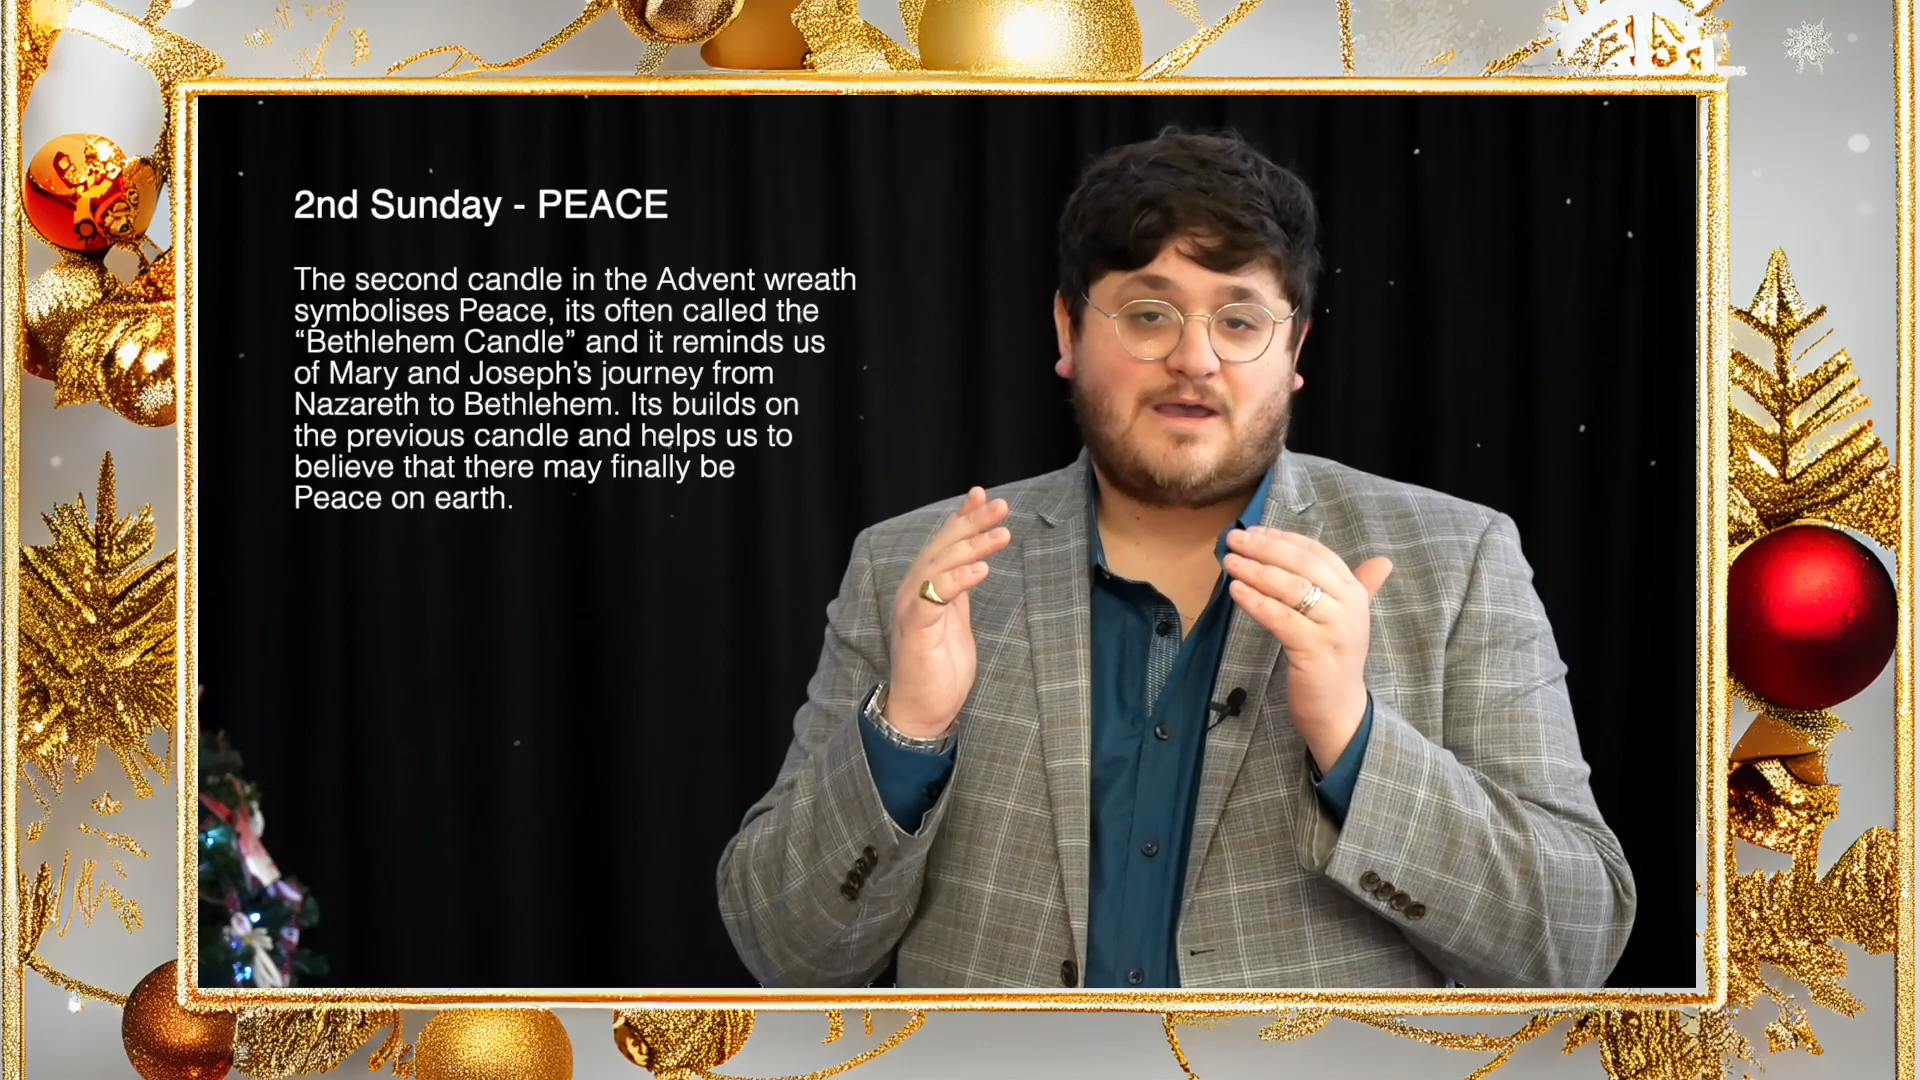 2nd Sunday - PEACE
The second candle in the Advent wreath
symbolises Peace, its often called the
“Bethlehem Candle” and it reminds us
of Mary and Joseph’s journey from
Nazareth to Bethlehem. Its builds on
the previous candle and helps us to
believe that there may finally be
Peace on earth.